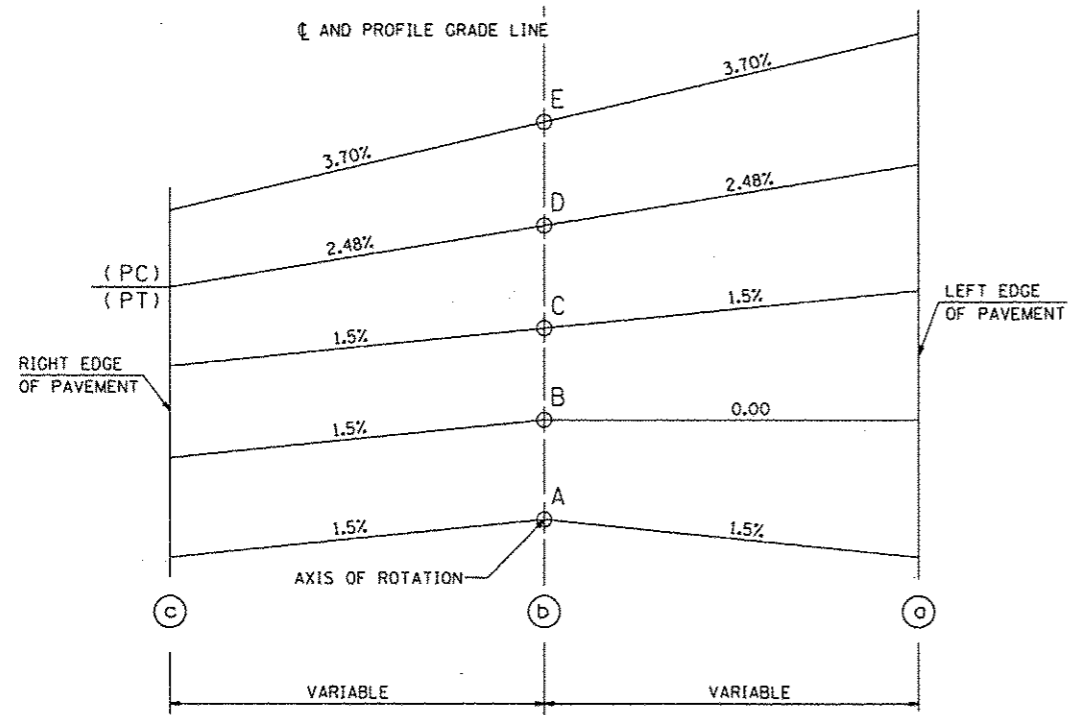 ℄ AND PROFILE GRADE LINE
3.70%
E
3.70%
D
2.48%
2.48%
(PC)
(PT)
C
1.5%
1.5%
LEFT EDGE
OF PAVEMENT
RIGHT EDGE
OF PAVEMENT
B
0.00
1.5%
A
1.5%
1.5%
AXIS OF ROTATION
c
b
a
VARIABLE
VARIABLE